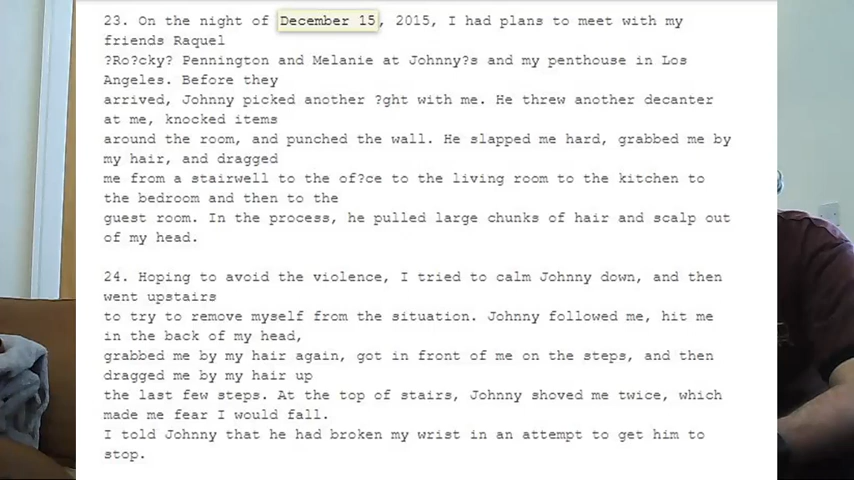 23. On the night of December 15, 2015, I had plans to meet with my
friends Raquel
?Ro?cky? Pennington and Melanie at Johnny?s and my penthouse in Los
Angeles. Before they
arrived, Johnny picked another ?ght with me. He threw another decanter
at me, knocked items
around the room, and punched the wall. He slapped me hard, grabbed me by
my hair, and dragged
me from a stairwell to the of?ce to the living room to the kitchen to
the bedroom and then to the
guest room. In the process, he pulled large chunks of hair and scalp out
of my head.
24. Hoping to avoid the violence, I tried to calm Johnny down, and then
went upstairs
to try to remove myself from the situation. Johnny followed me, hit me
in the back of my head,
grabbed me by my hair again, got in front of me on the steps, and then
dragged me by my hair up
the last few steps. At the top of stairs, Johnny shoved me twice, which
made me fear I would fall.
I told Johnny that he had broken my wrist in an attempt to get him to
stop.